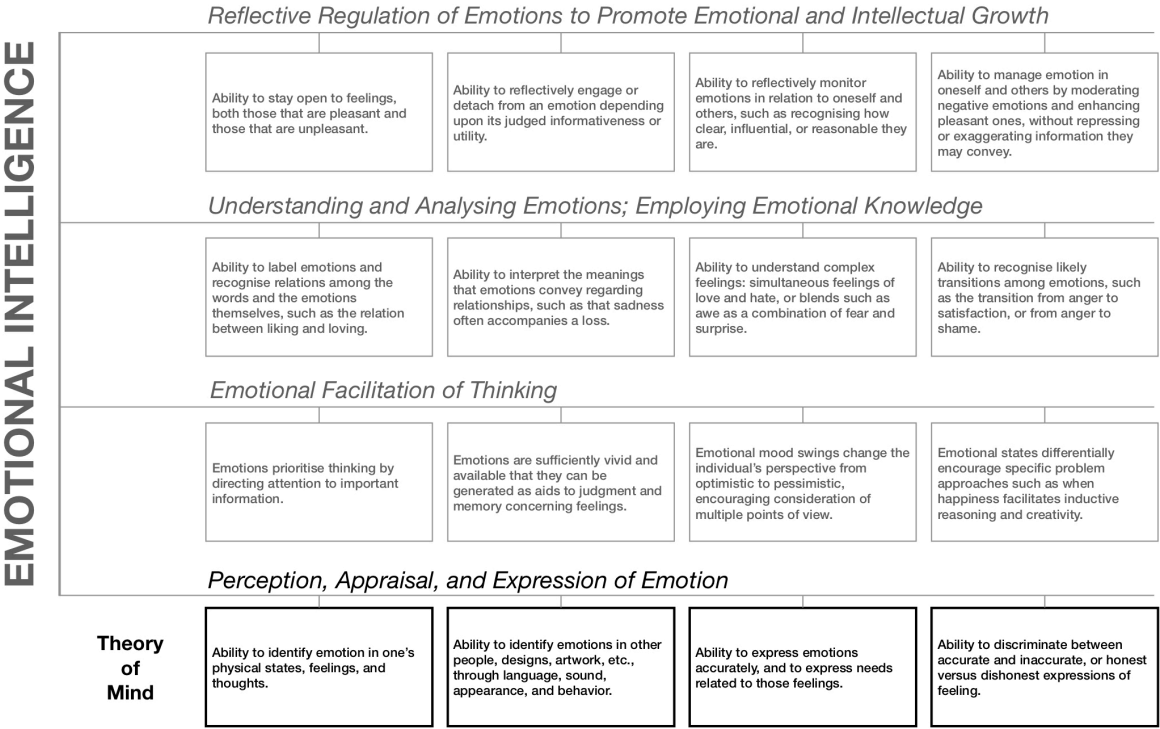 EMOTIONAL INTELLIGENCE
Reflective Regulation of Emotions to Promote Emotional and Intellectual Growth
Ability to stay open to feelings,
both those that are pleasant and
those that are unpleasant.
Ability to reflectively engage or
detach from an emotion depending
upon its judged informativeness or
utility.
Ability to reflectively monitor
emotions in relation to oneself and
others, such as recognising how
clear, influential, or reasonable they
are.
Ability to manage emotion in
oneself and others by moderating
negative emotions and enhancing
pleasant ones, without repressing
or exaggerating information they
may convey.
Understanding and Analysing Emotions; Employing Emotional Knowledge
Ability to label emotions and
recognise relations among the
words and the emotions
themselves, such as the relation
between liking and loving.
Ability to interpret the meanings
that emotions convey regarding
relationships, such as that sadness
often accompanies a loss.
Ability to understand complex
feelings: simultaneous feelings of
love and hate, or blends such as
awe as a combination of fear and
surprise.
Ability to recognise likely
transitions among emotions, such
as the transition from anger to
satisfaction, or from anger to
shame.
Emotional Facilitation of Thinking
Emotions prioritise thinking by
directing attention to important
information.
Emotions are sufficiently vivid and
available that they can be
generated as aids to judgment and
memory concerning feelings.
Emotional mood swings change the
individual's perspective from
optimistic to pessimistic,
encouraging consideration of
multiple points of view.
Emotional states differentially
encourage specific problem
approaches such as when
happiness facilitates inductive
reasoning and creativity.
Perception, Appraisal, and Expression of Emotion
Theory
of
Mind
Ability to identify emotion in one's
physical states, feelings, and
thoughts.
Ability to identify emotions in other
people, designs, artwork, etc.,
through language, sound,
appearance, and behavior.
Ability to express emotions
accurately, and to express needs
related to those feelings.
Ability to discriminate between
accurate and inaccurate, or honest
versus dishonest expressions of
feeling.